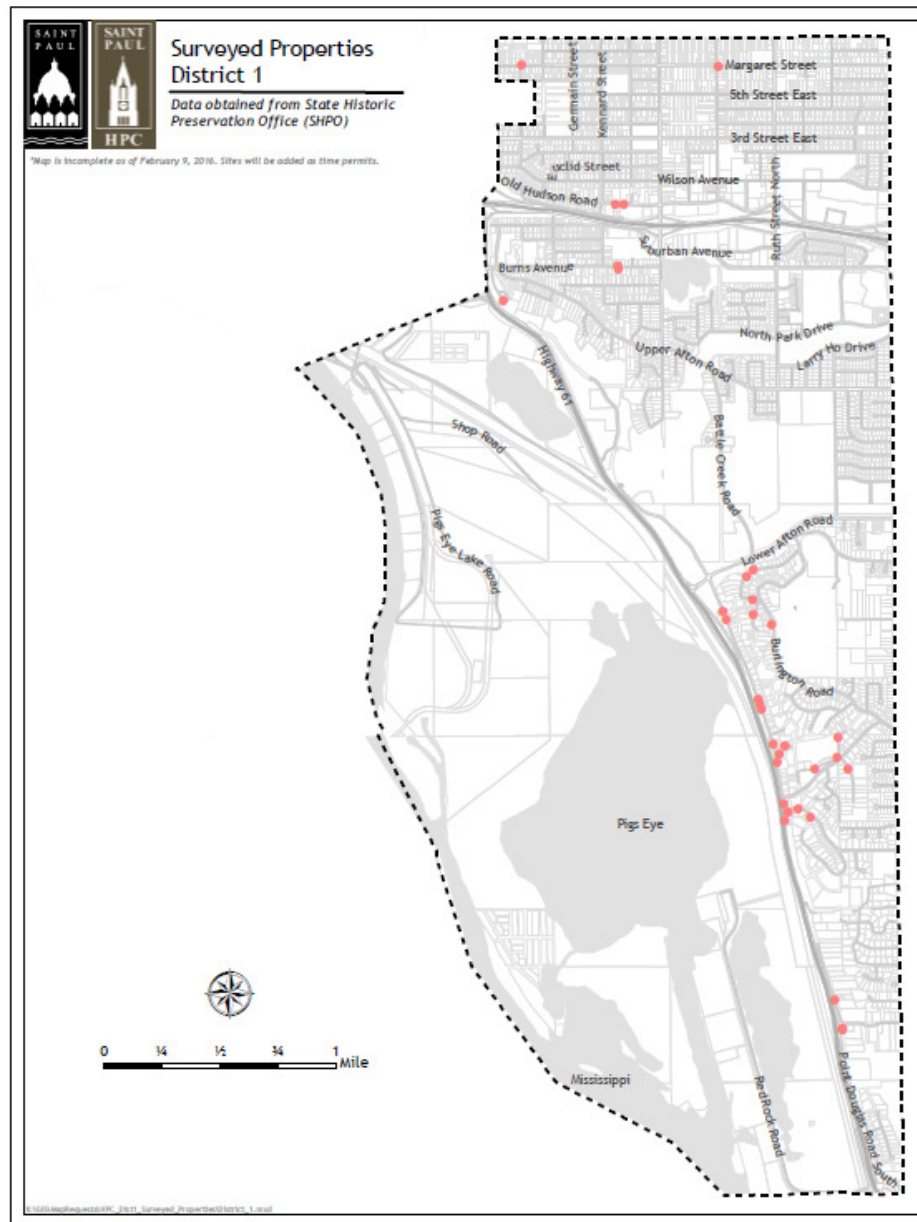 SAINT
PAUL
SAINT
PAUL
HPC
Surveyed Properties
District 1
Data obtained from State Historic
Preservation Office (SHPO)
*Map is incomplete as of February 9, 2016. Sites will be added as time permits.
Germain Street
Kennard Street
Margaret Street
5th Street East
3rd Street East
Euclid Street
Wilson Avenue
Old Hudson Road
Ruth Street North
Suburban Avenue
Burns Avenue
North Park Drive
Larry Ho Drive
Upper Afton Road
Highway 61
Battle Creek Road
Shop Road
Lower Afton Road
Pigs Eye Lake Road
Burlington Road
Pigs Eye
0 ¼ ½ ¾ 1
Mile
Mississippi
Red Rock Road
Point Douglas Road South